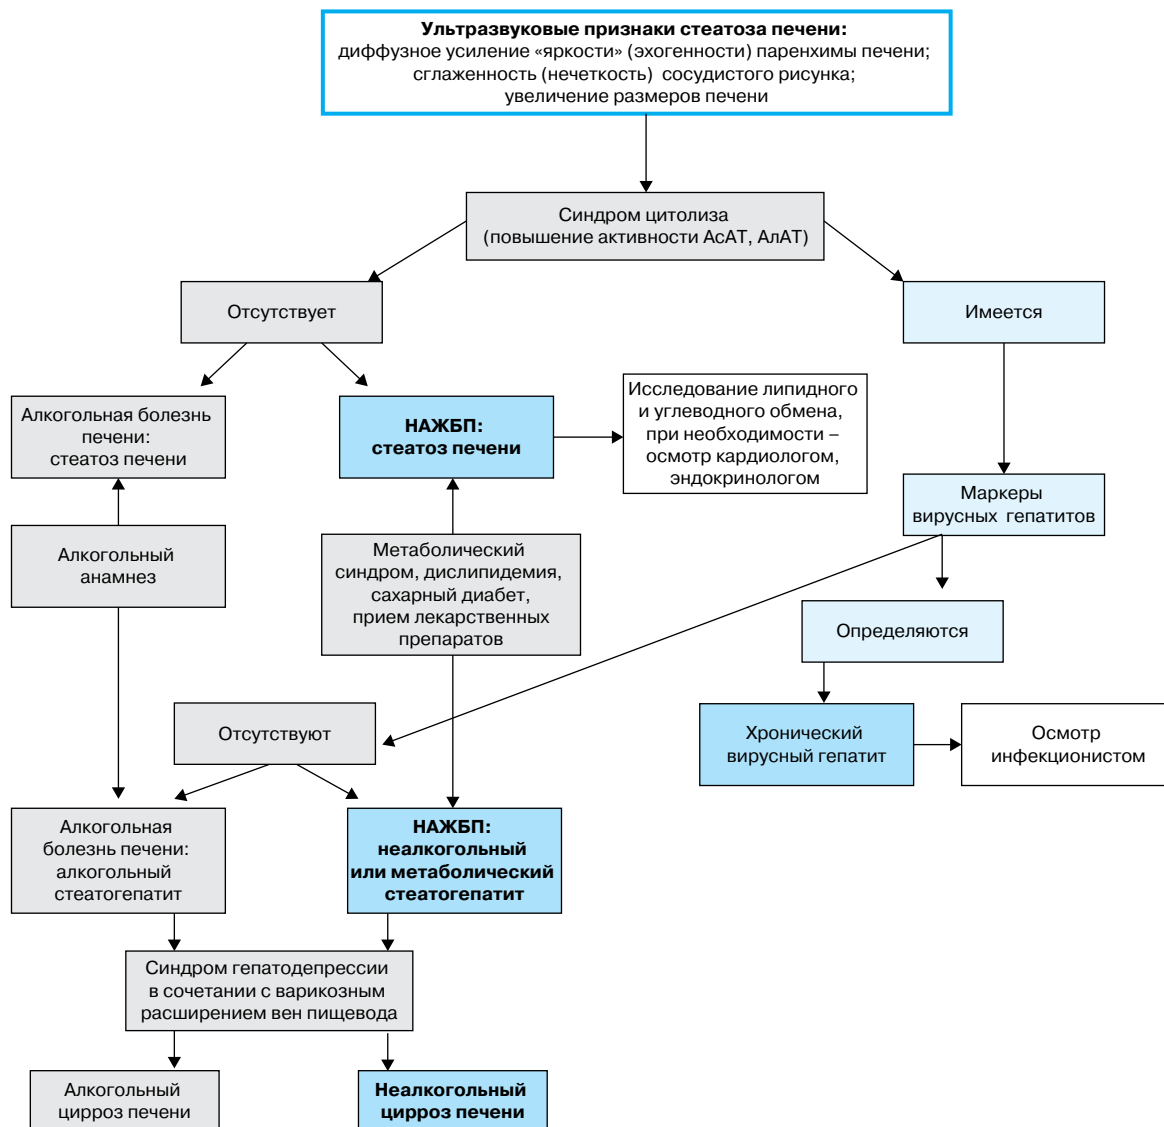 Ультразвуковые признаки стеатоза печени:
диффузное усиление «яркости» (эхогенности) паренхимы печени;
сглаженность (нечеткость) сосудистого рисунка;
увеличение размеров печени
Синдром цитолиза
(повышение активности АсАТ, АлАТ)
Отсутствует
Имеется
Алкогольная болезнь
печени:
стеатоз печени
НАЖБП:
стеатоз печени
Исследование липидного
и углеводного обмена,
при необходимости –
осмотр кардиологом,
эндокринологом
Маркеры
вирусных гепатитов
Алкогольный
анамнез
Метаболический
синдром, дислипидемия,
сахарный диабет,
прием лекарственных
препаратов
Определяются
Отсутствуют
Хронический
вирусный гепатит
Осмотр
инфекционистом
Алкогольная
болезнь печени:
алкогольный
стеатогепатит
НАЖБП:
неалкогольный
или метаболический
стеатогепатит
Синдром гепатодепрессии
в сочетании с варикозным
расширением вен пищевода
Алкогольный
цирроз печени
Неалкогольный
цирроз печени